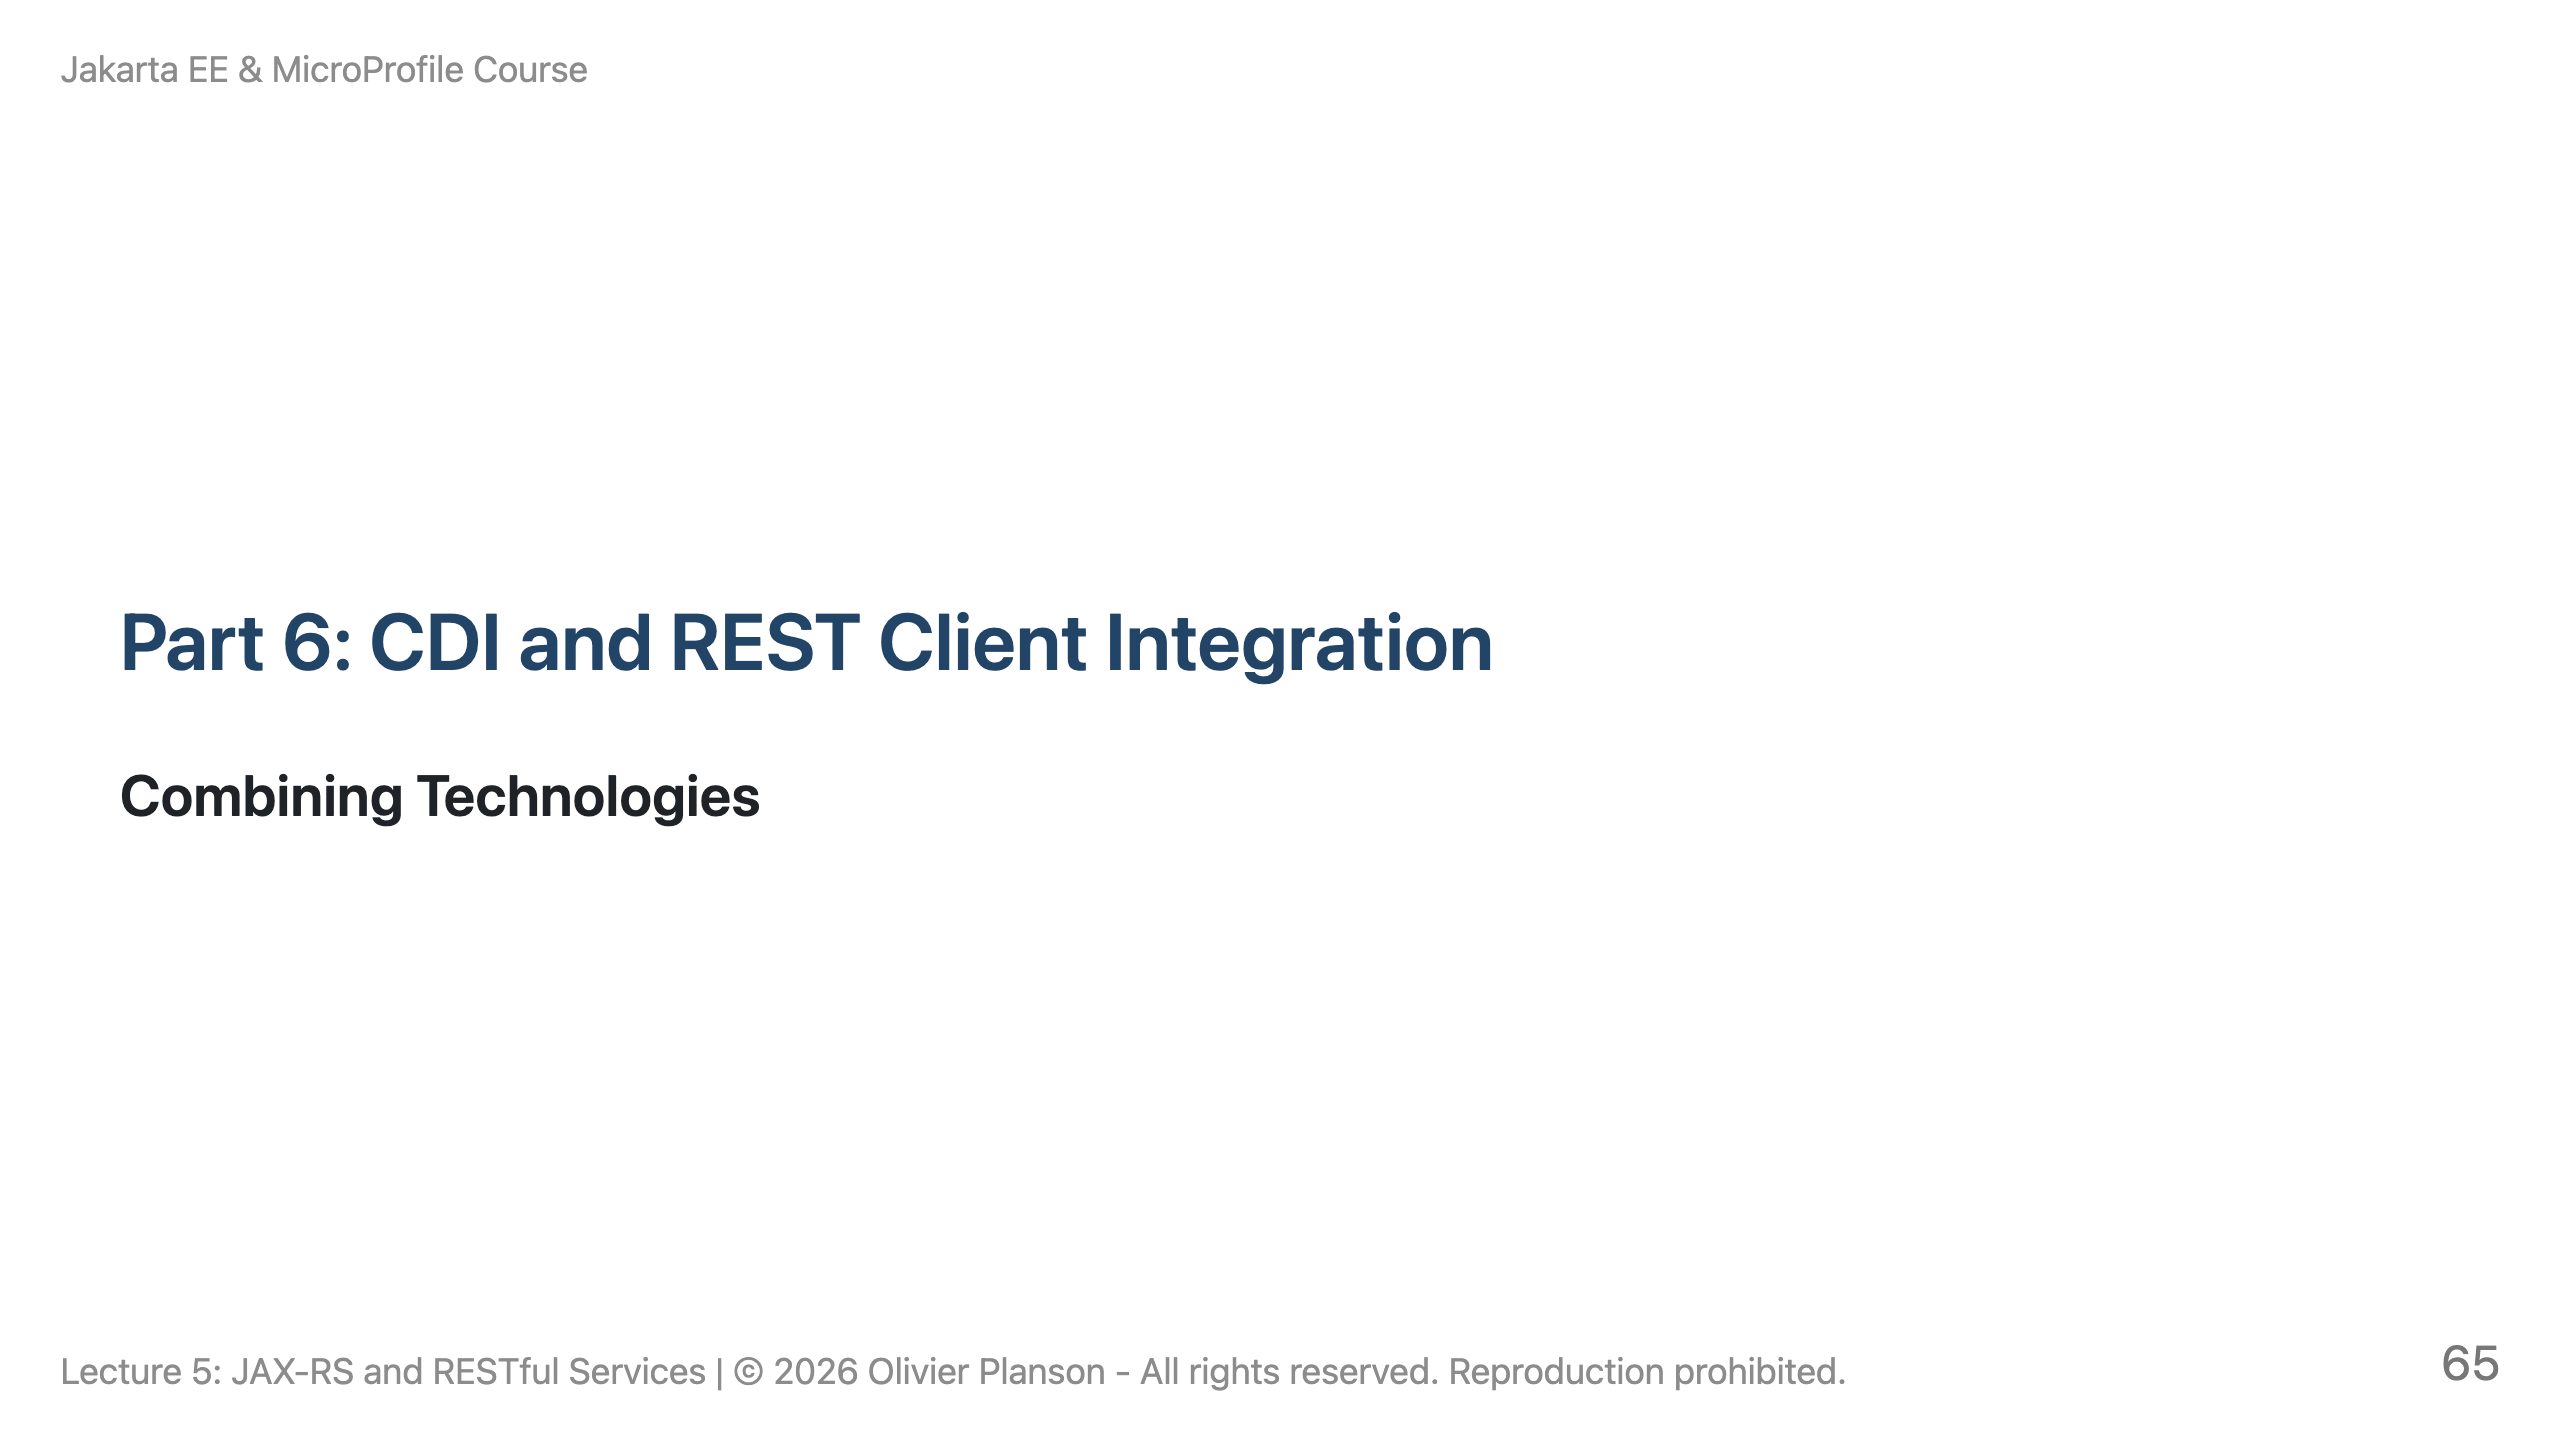 Jakarta EE & MicroProfile Course
Part 6: CDI and REST Client Integration
Combining Technologies
Lecture 5: JAX-RS and RESTful Services | © 2026 Olivier Planson - All rights reserved. Reproduction prohibited.
65